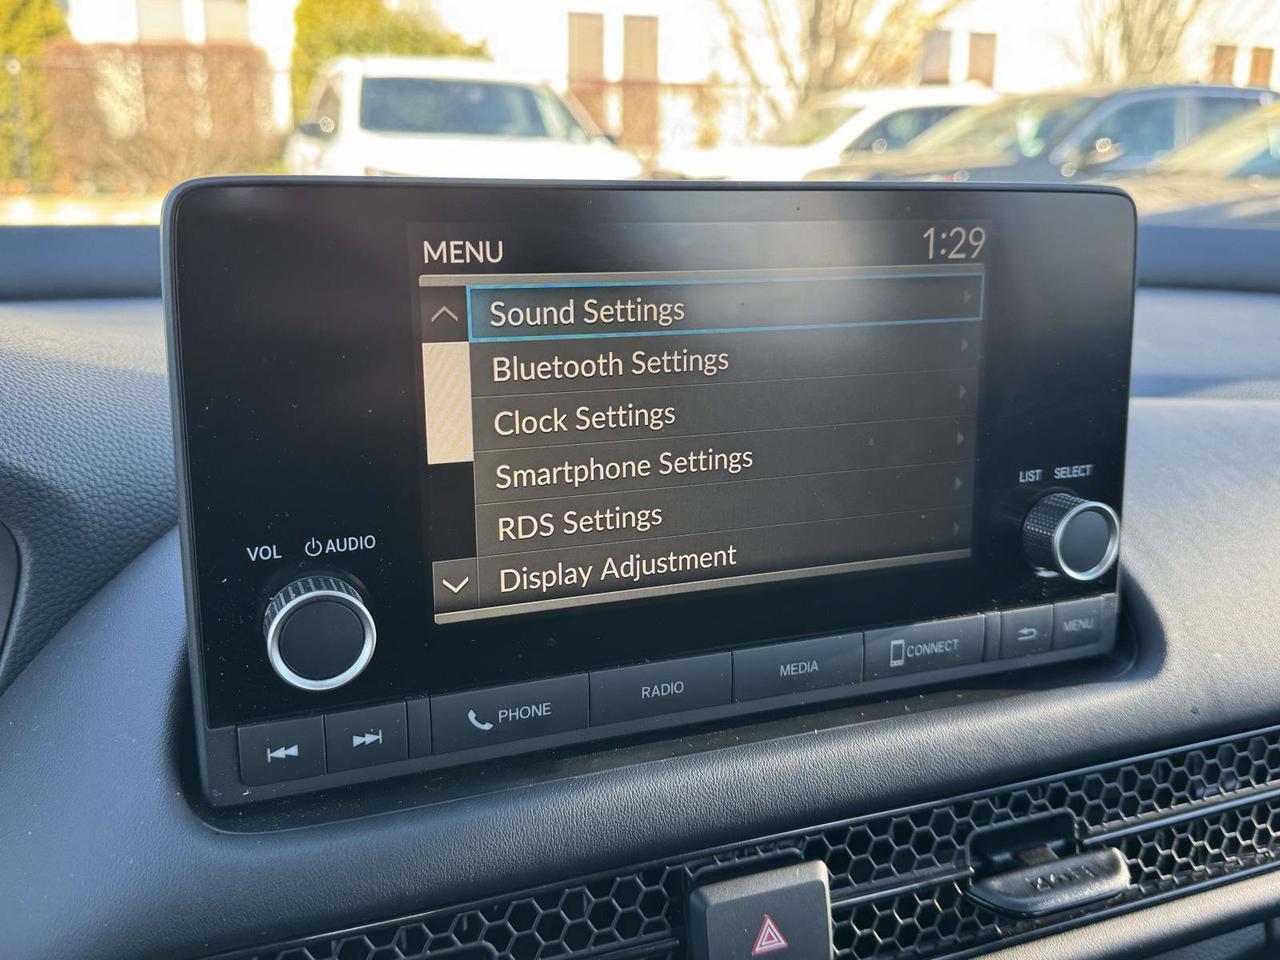 MENU 1:29
Sound Settings
Bluetooth Settings
Clock Settings
Smartphone Settings
RDS Settings
Display Adjustment
LIST SELECT
VOL AUDIO
PHONE RADIO MEDIA CONNECT MENU